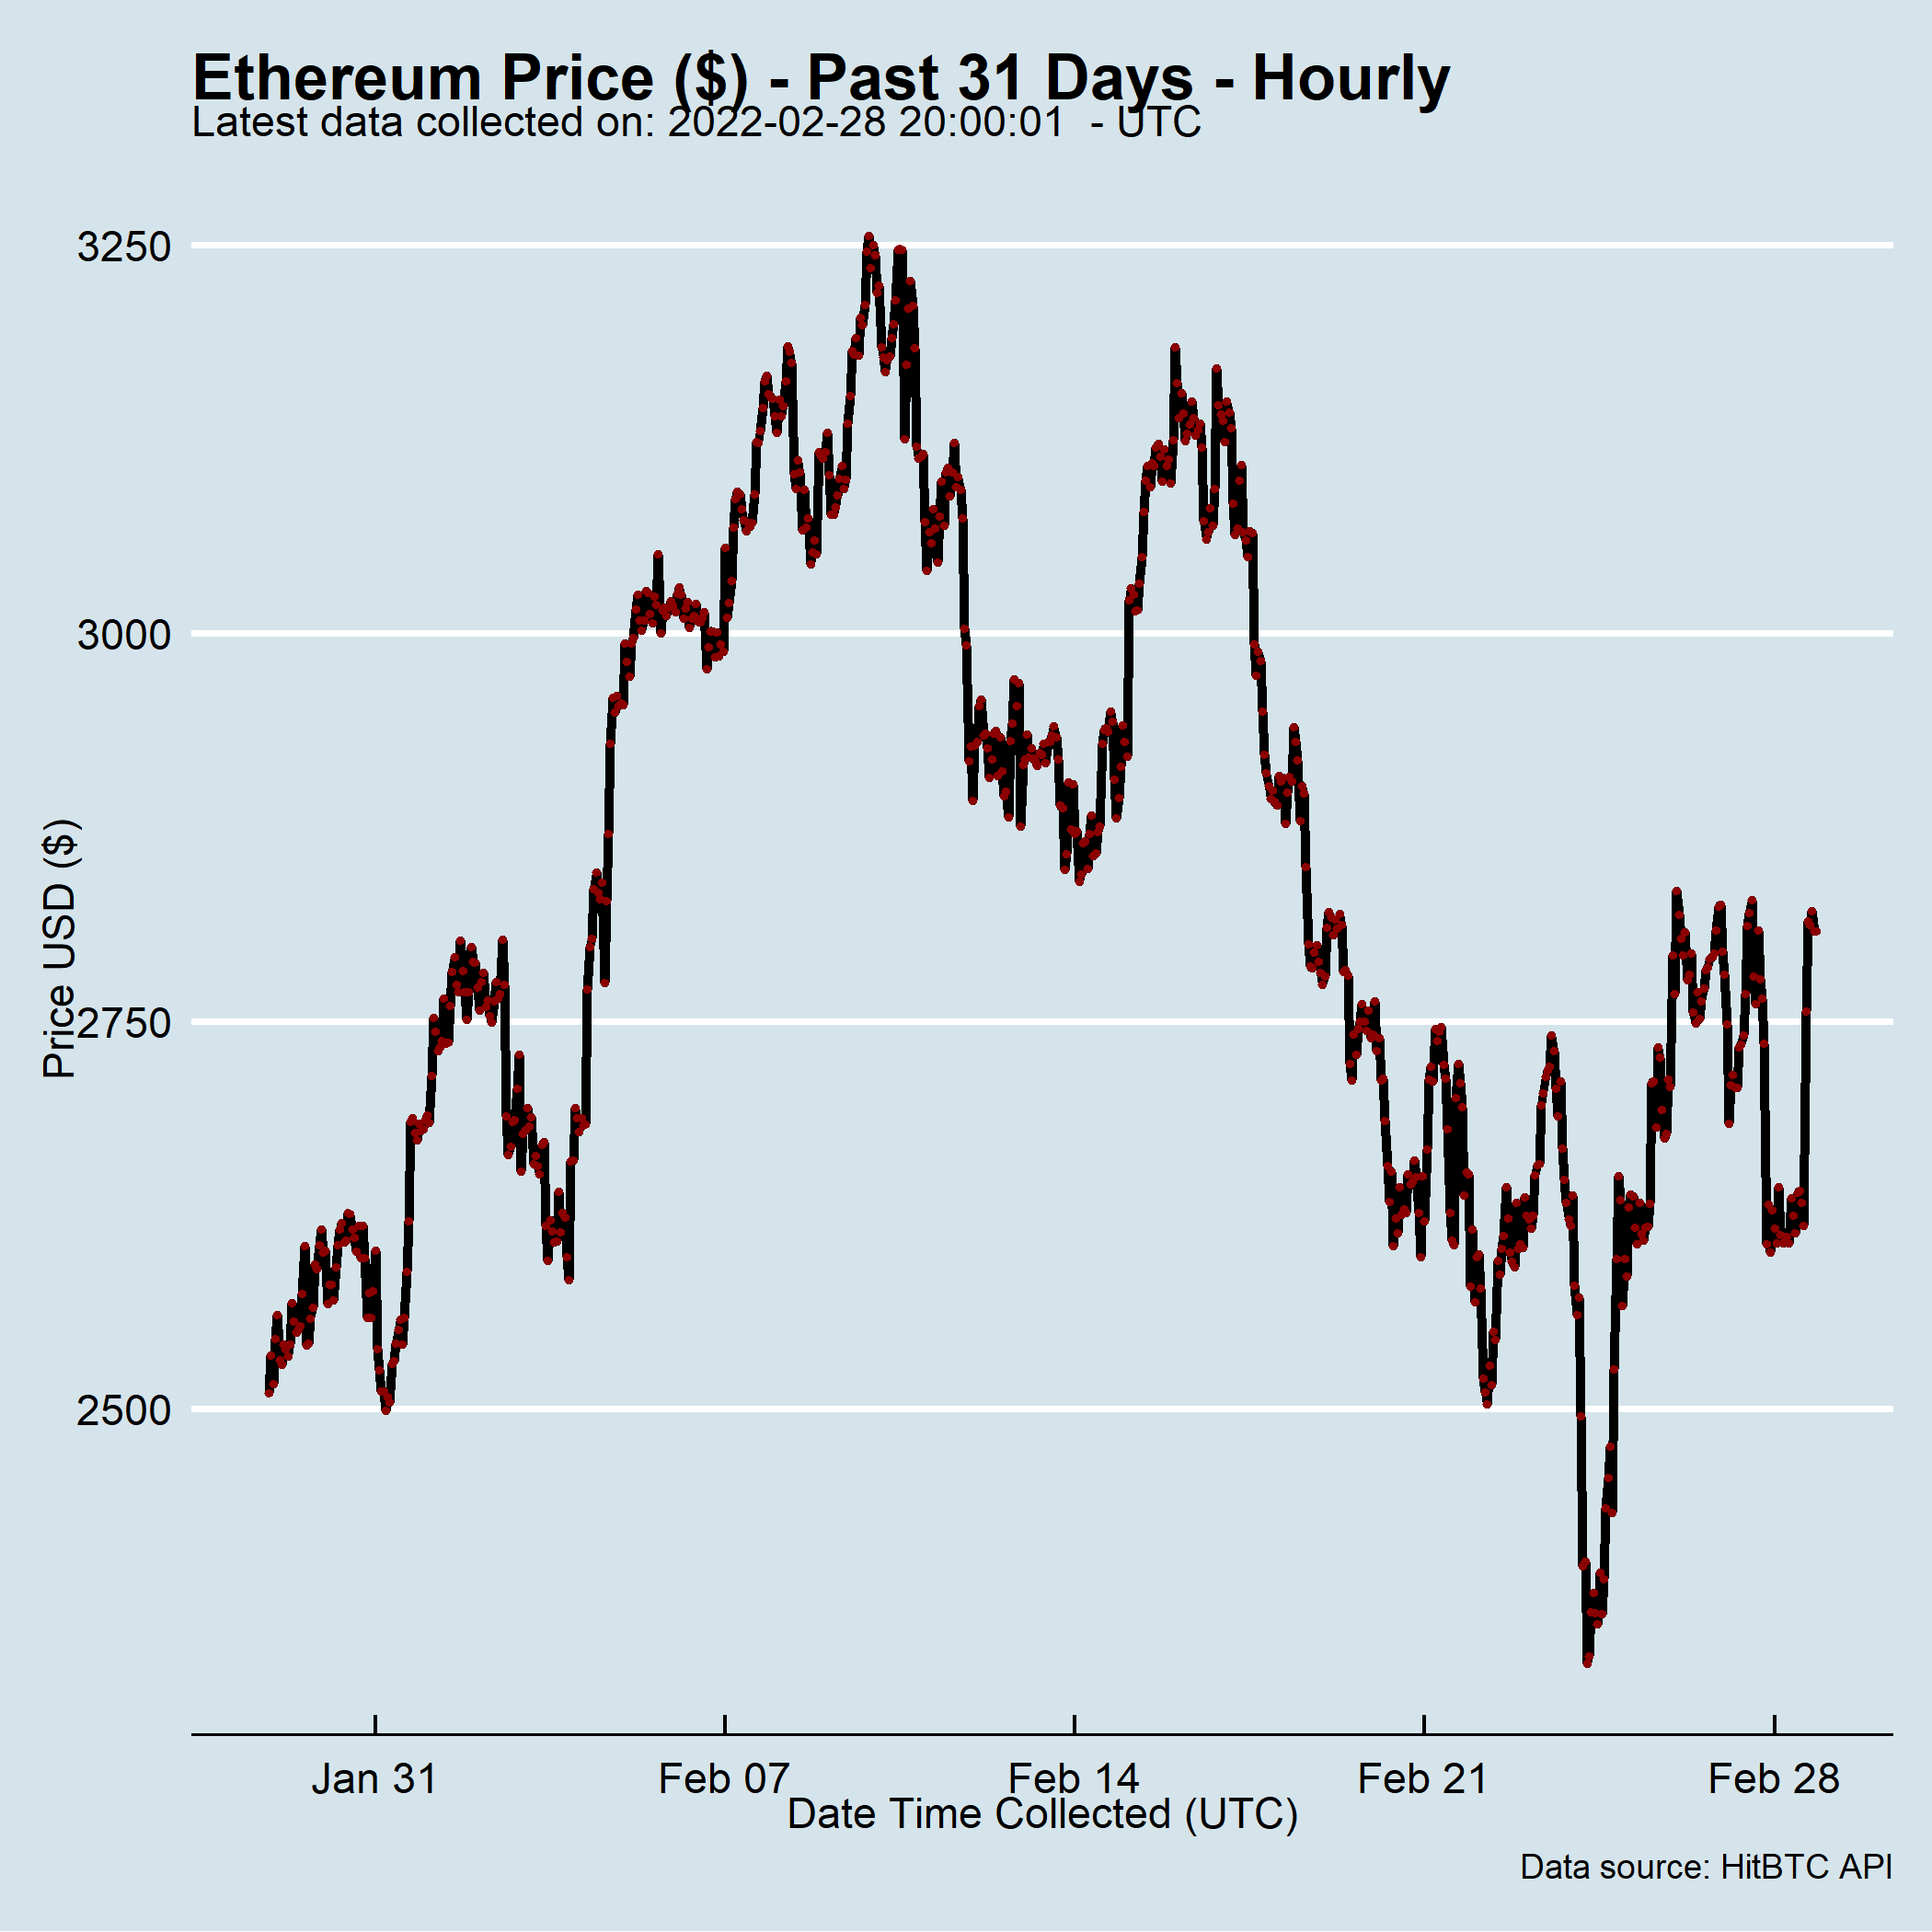 Ethereum Price ($) - Past 31 Days - Hourly
Latest data collected on: 2022-02-28 20:00:01  - UTC
3250
3000
2750
2500
Price USD ($)
Jan 31 Feb 07 Feb 14 Feb 21 Feb 28
Date Time Collected (UTC)
Data source: HitBTC API